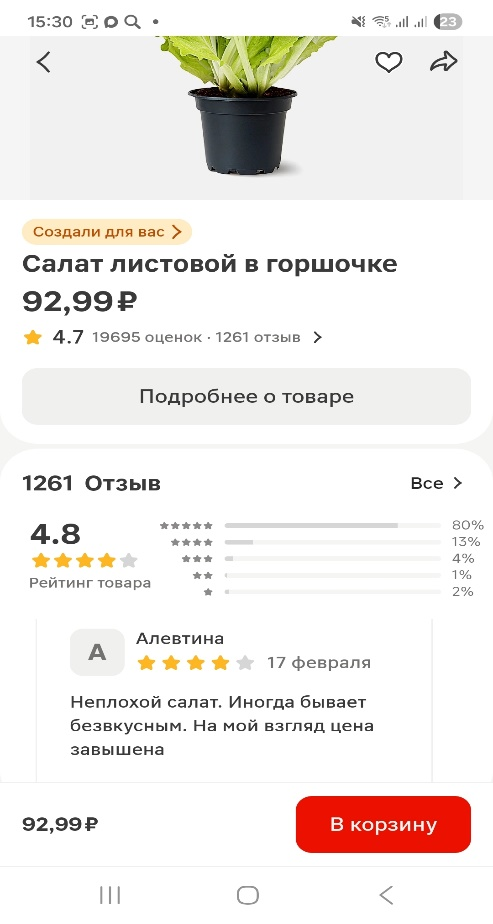 15:30
23
Создали для вас
Салат листовой в горшочке
92,99₽
4.7 19695 оценок · 1261 отзыв
Подробнее о товаре
1261 Отзыв
Все
4.8
Рейтинг товара
80%
13%
4%
1%
2%
А
Алевтина
17 февраля
Неплохой салат. Иногда бывает
безвкусным. На мой взгляд цена
завышена
92,99₽
В корзину